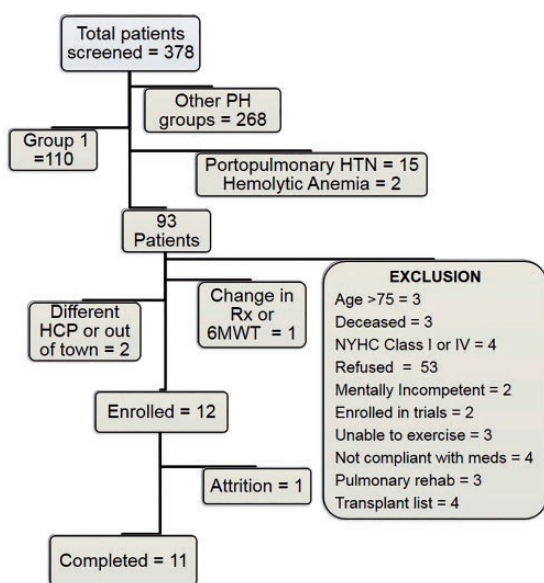 Total patients
screened = 378
Other PH
groups = 268
Group 1
=110
Portopulmonary HTN = 15
Hemolytic Anemia = 2
93
Patients
Different
HCP or out
of town = 2
Change in
Rx or
6MWT = 1
EXCLUSION
Age >75 = 3
Deceased = 3
NYHC Class I or IV = 4
Refused = 53
Mentally Incompetent = 2
Enrolled in trials = 2
Unable to exercise = 3
Not compliant with meds = 4
Pulmonary rehab = 3
Transplant list = 4
Enrolled = 12
Attrition = 1
Completed = 11